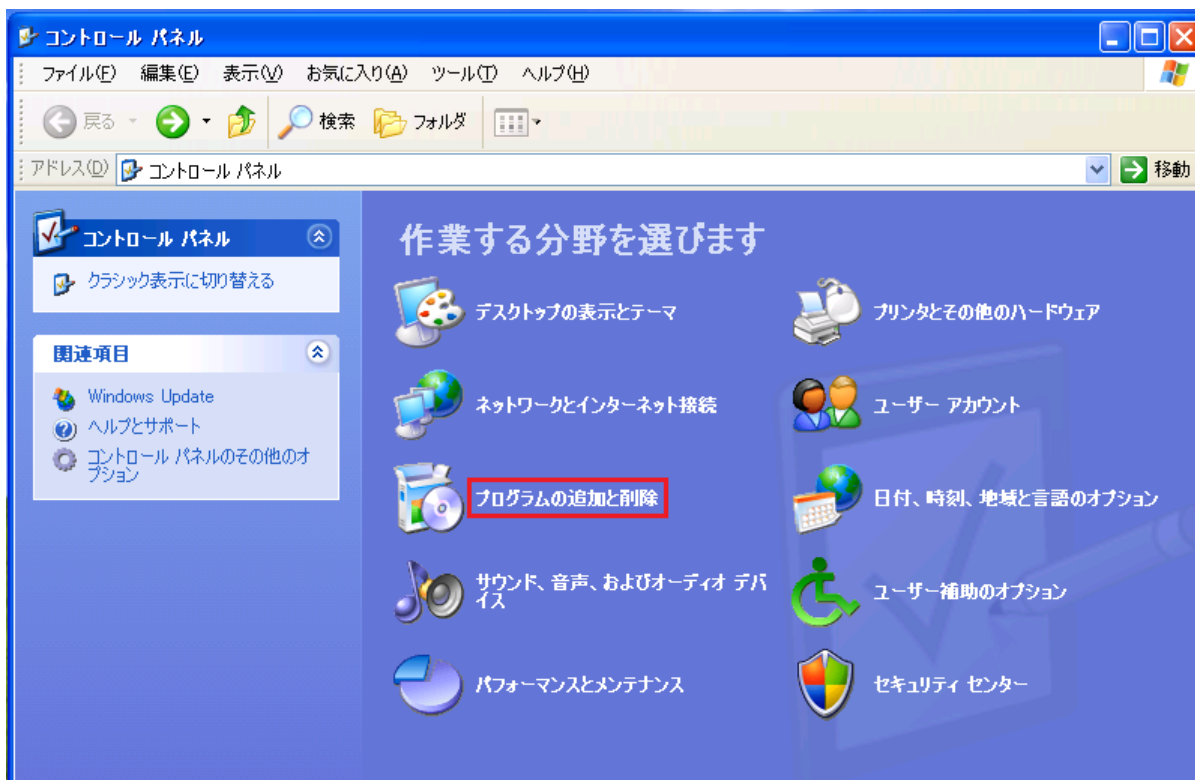 コントロール パネル
ファイル(F) 編集(E) 表示(V) お気に入り(A) ツール(T) ヘルプ(H)
戻る 検索 フォルダ
アドレス(D) コントロール パネル 移動
コントロール パネル
クラシック表示に切り替える
関連項目
Windows Update
ヘルプとサポート
コントロール パネルのその他のオ
プション
作業する分野を選びます
デスクトップの表示とテーマ
プリンタとその他のハードウェア
ネットワークとインターネット接続
ユーザー アカウント
プログラムの追加と削除
日付、時刻、地域と言語のオプション
サウンド、音声、およびオーディオ デバ
イス
ユーザー補助のオプション
パフォーマンスとメンテナンス
セキュリティ センター